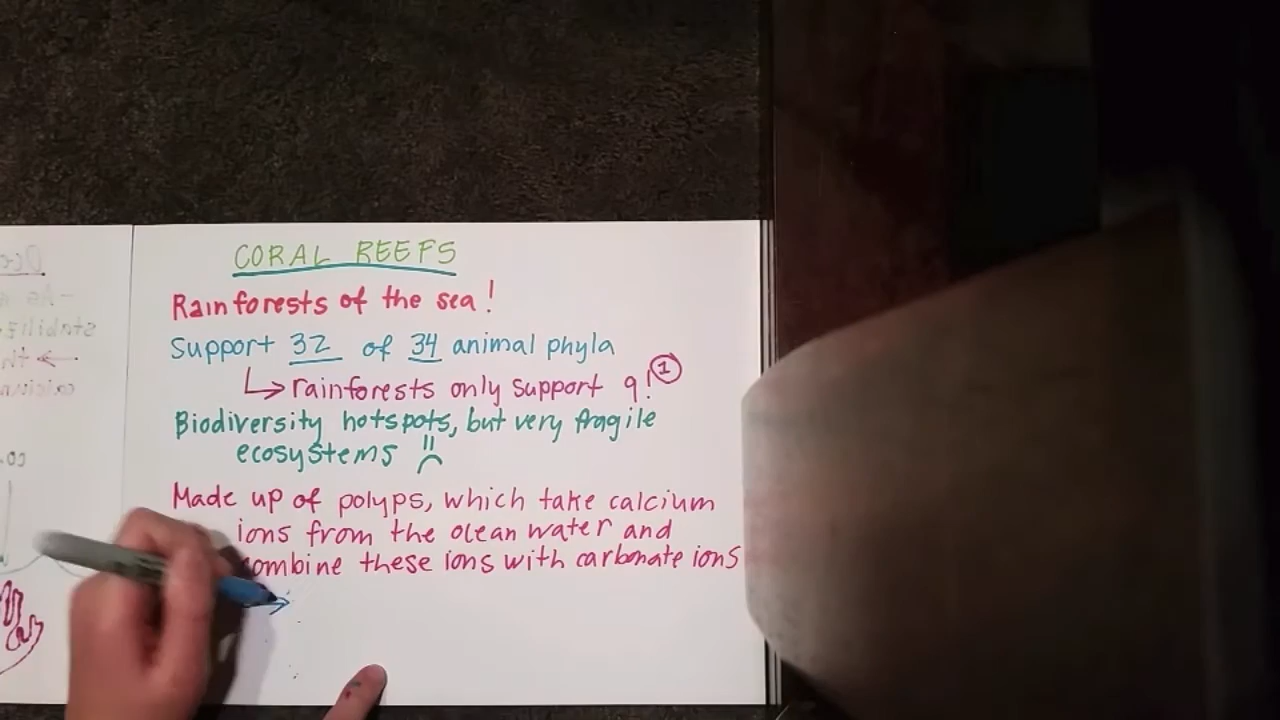 CORAL REEFS
Rainforests of the sea!
Support 32 of 34 animal phyla
↳ rainforests only support 9! ①
Biodiversity hotspots, but very fragile
ecosystems
Made up of polyps, which take calcium
ions from the ocean water and
combine these ions with carbonate ions